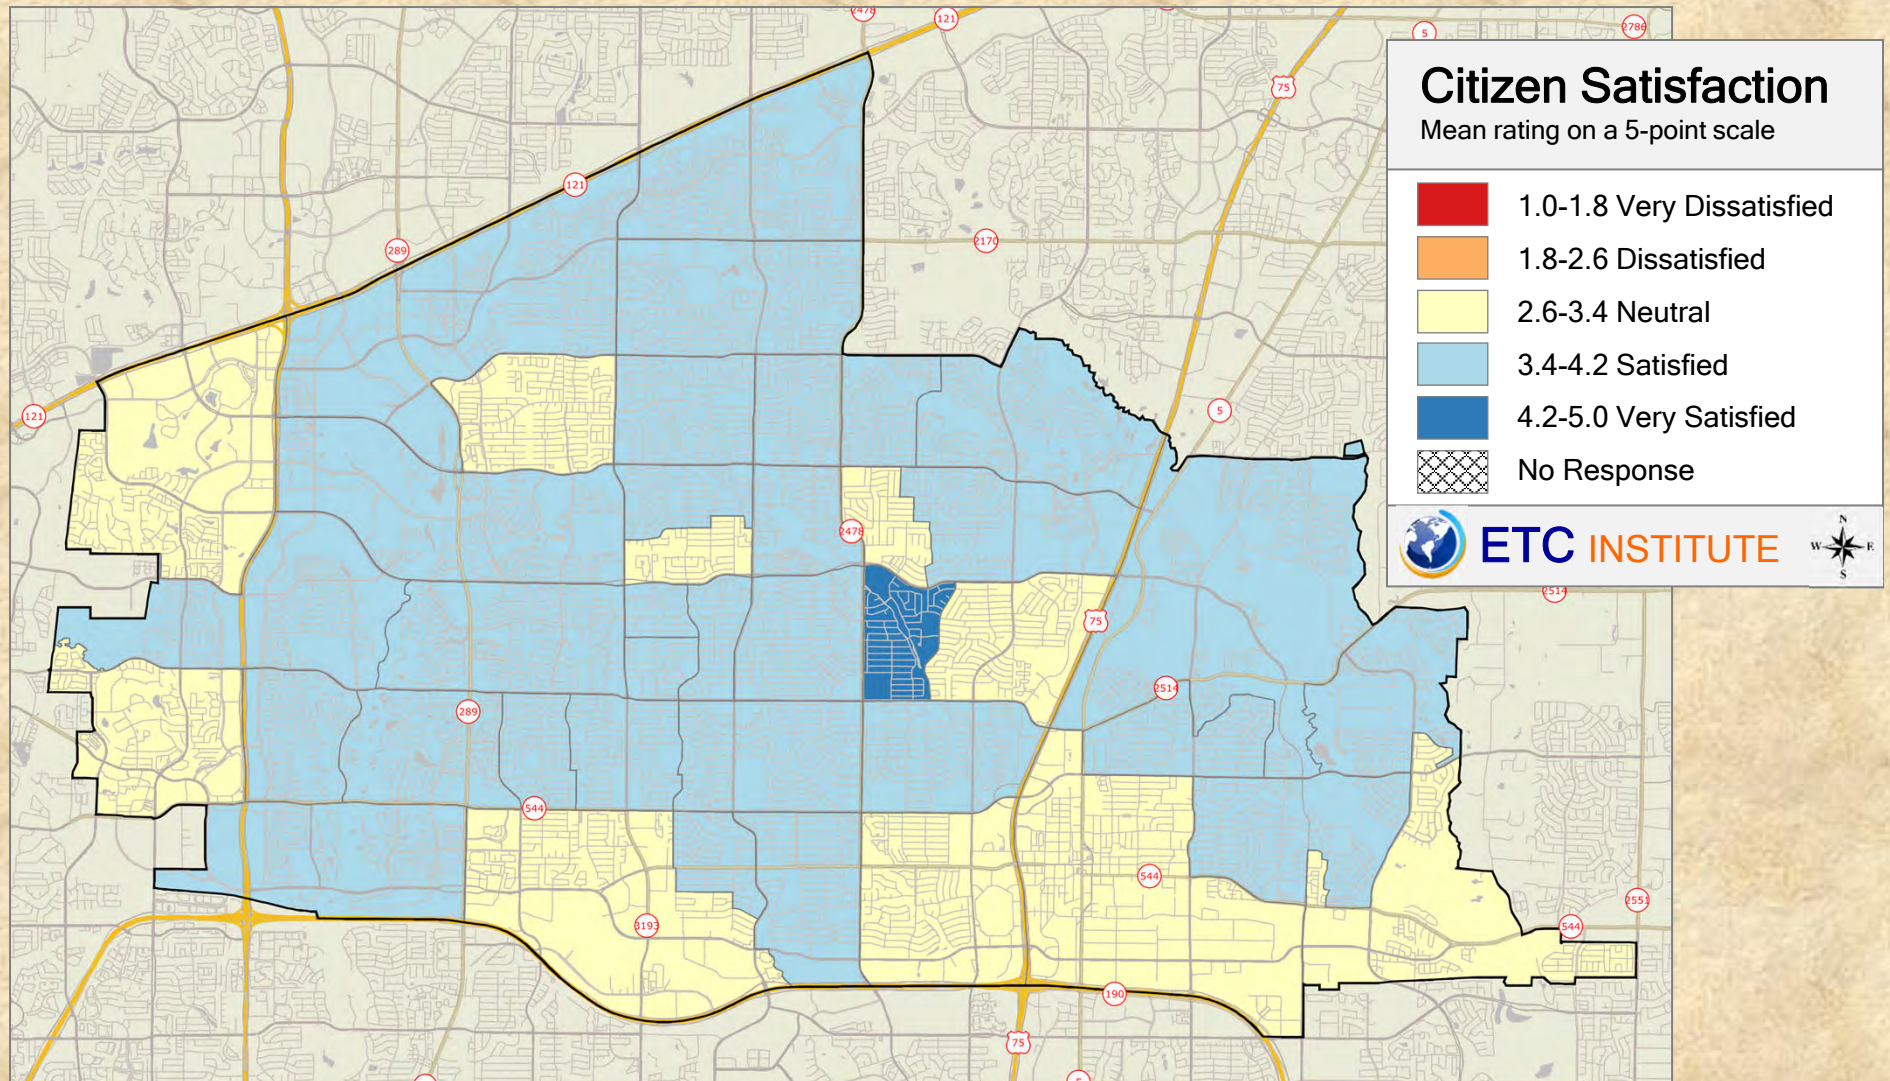 2478
121
5
2786
75
Citizen Satisfaction
Mean rating on a 5-point scale
121
1.0-1.8 Very Dissatisfied
289
2170
1.8-2.6 Dissatisfied
2.6-3.4 Neutral
3.4-4.2 Satisfied
121
5
4.2-5.0 Very Satisfied
No Response
2478
ETC INSTITUTE
N
W E
S
2514
75
2514
289
544
544
2551
3193
544
190
75
5